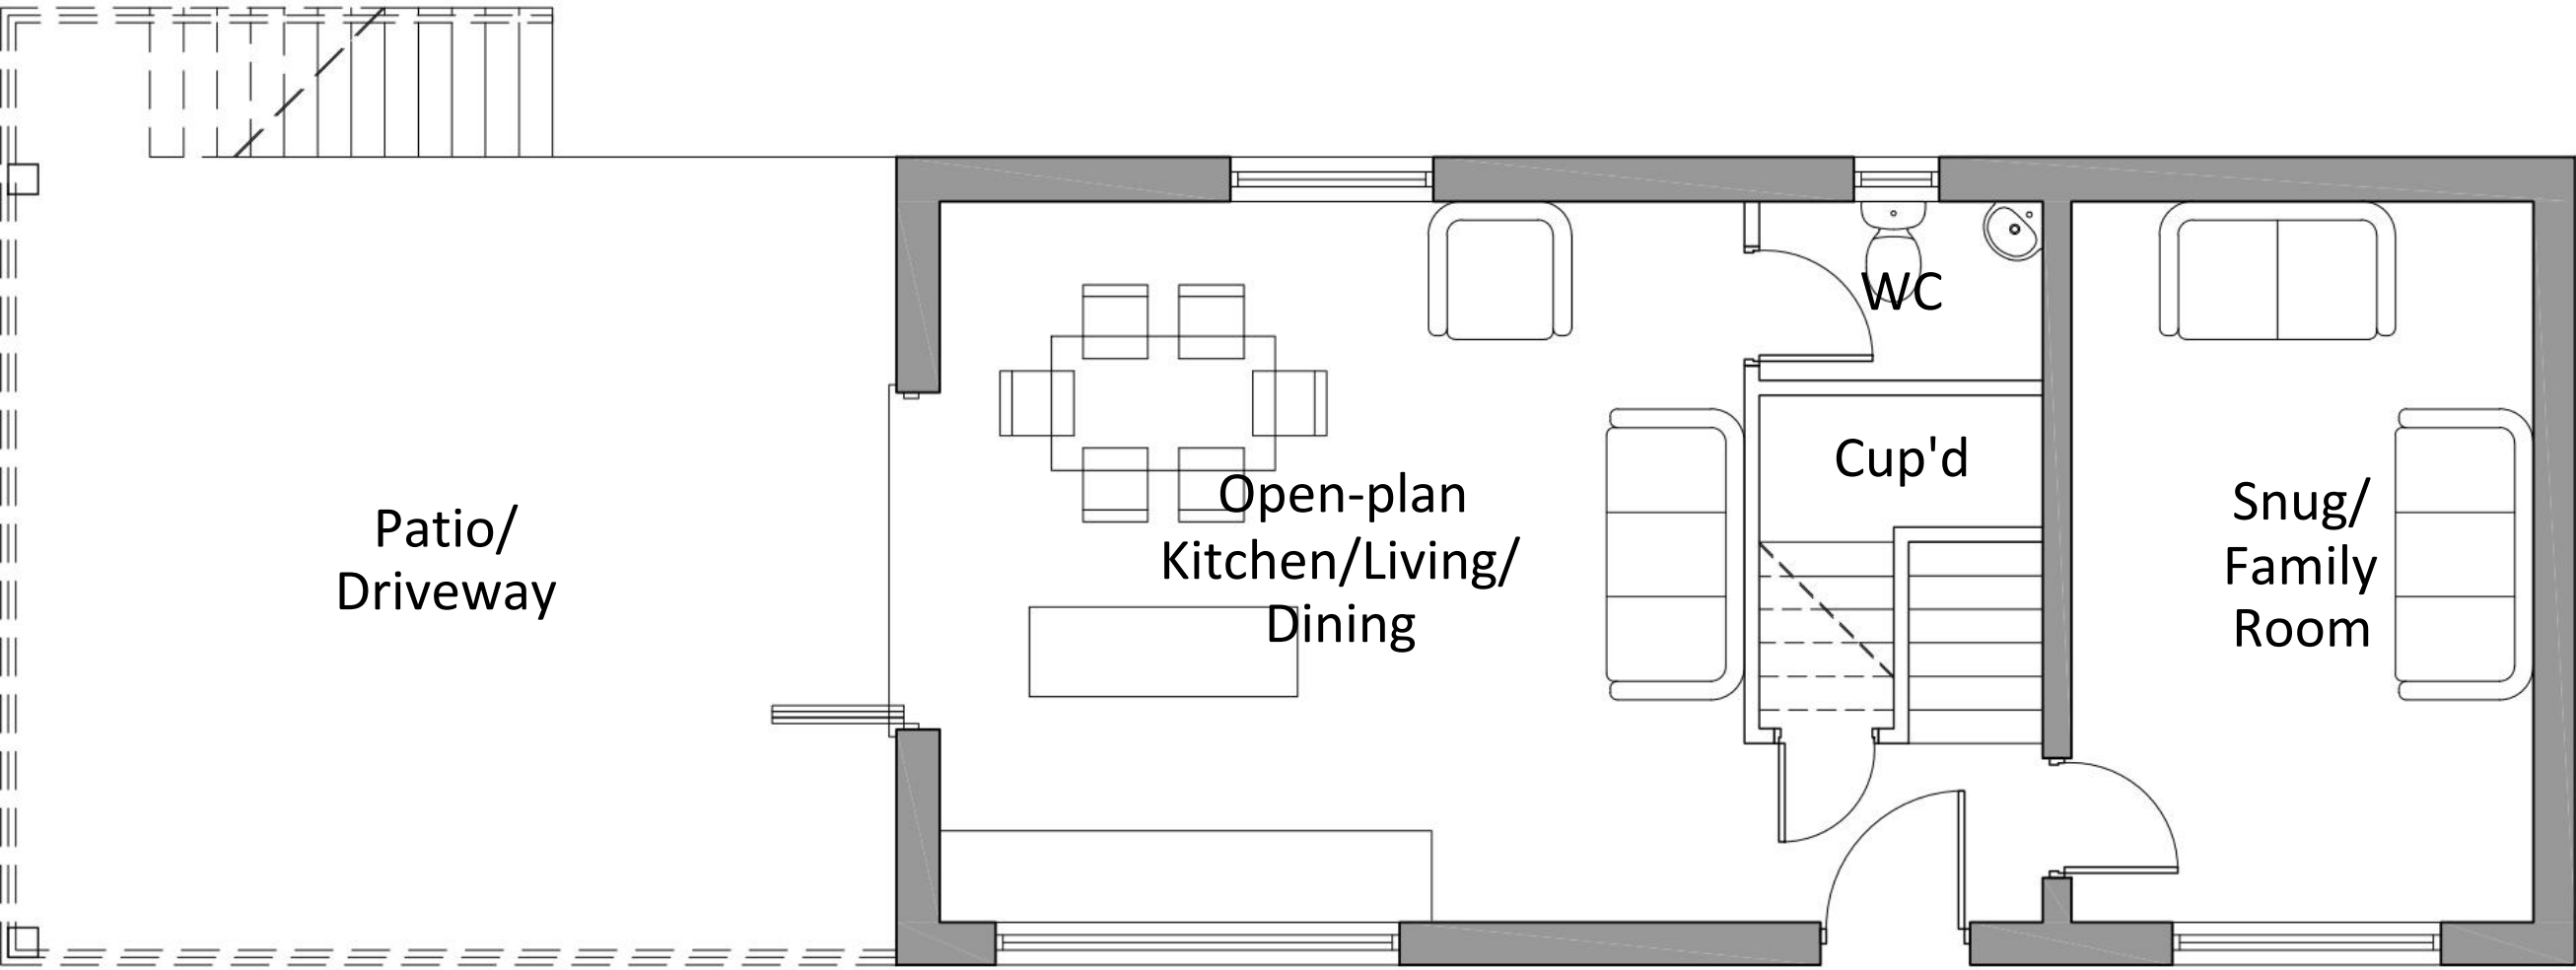 Patio/
Driveway
Open-plan
Kitchen/Living/
Dining
WC
Cup'd
Snug/
Family
Room